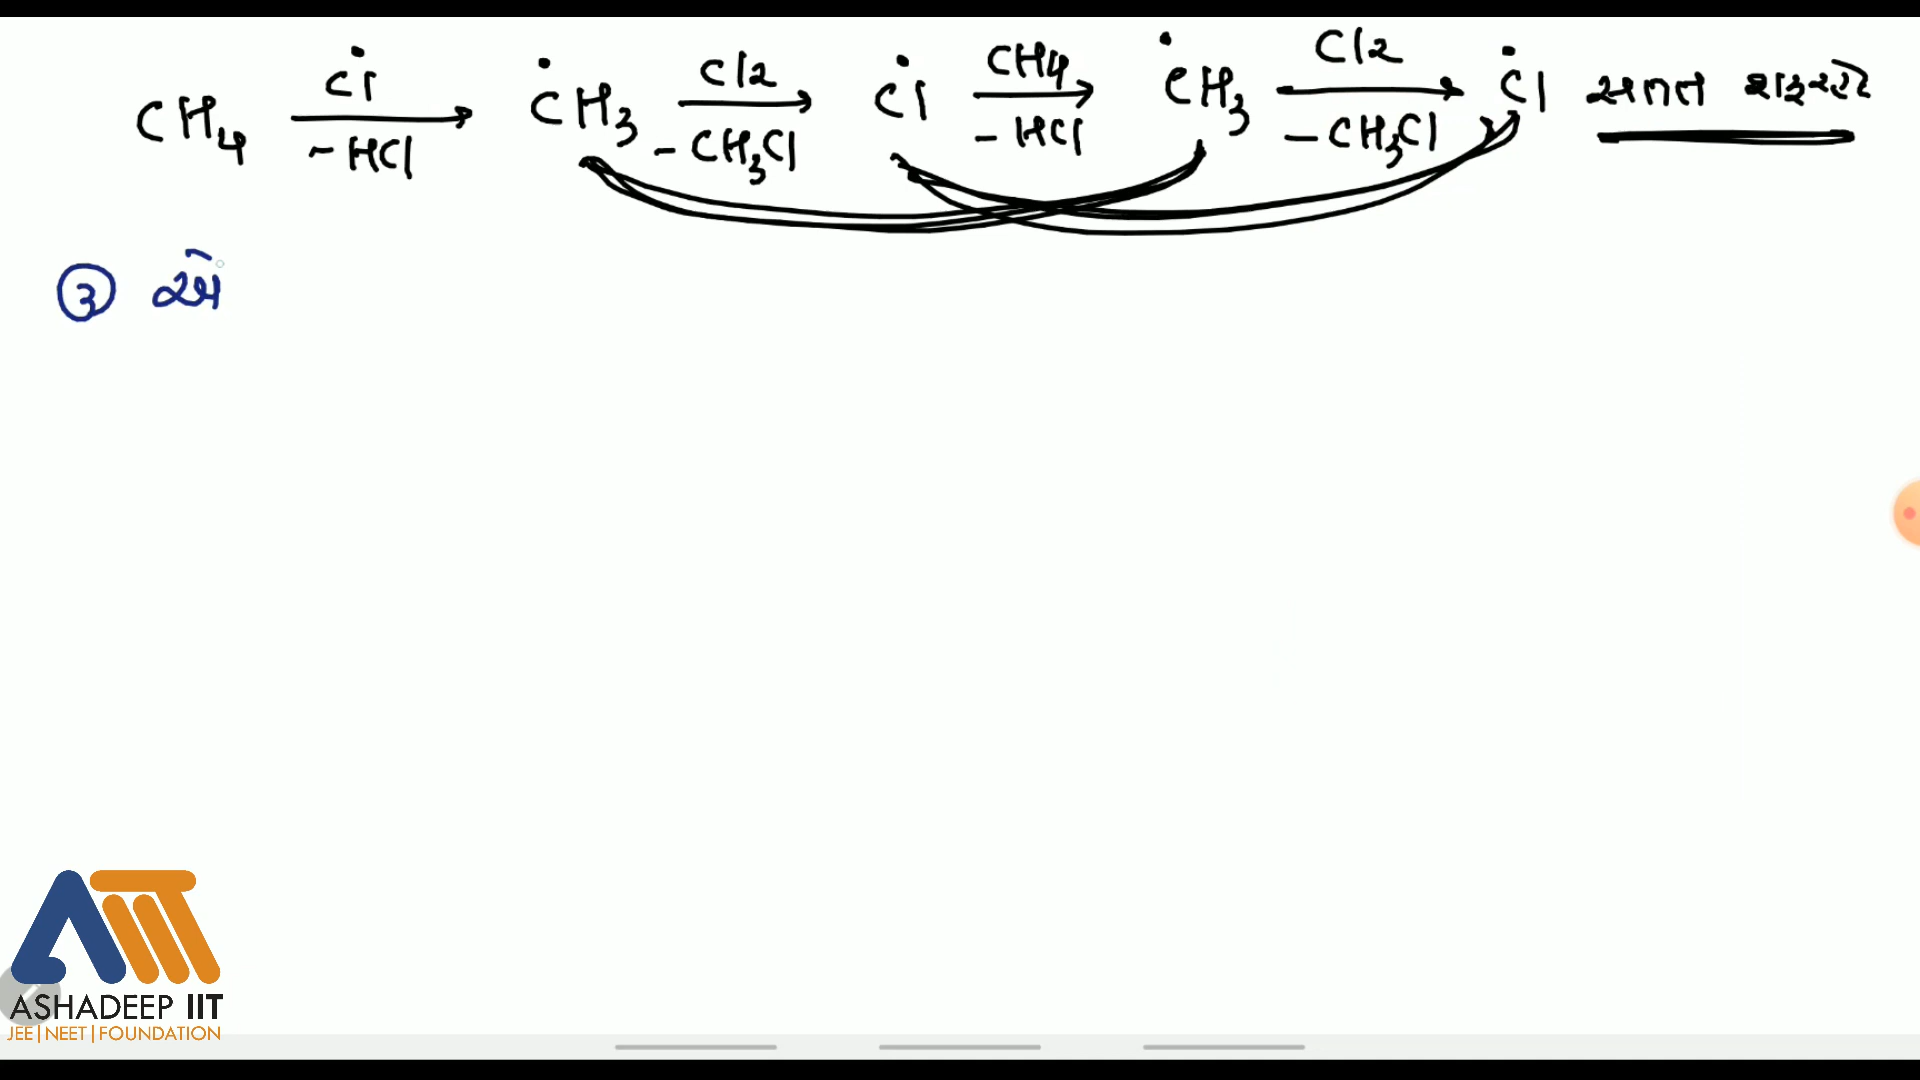 CH₄ —Ċl / −HCl→ ĊH₃ —Cl₂ / −CH₃Cl→ Ċl —CH₄ / −HCl→ ĊH₃ —Cl₂ / −CH₃Cl→ Ċl સતત
③
ASHADEEP IIT
JEE|NEET|FOUNDATION